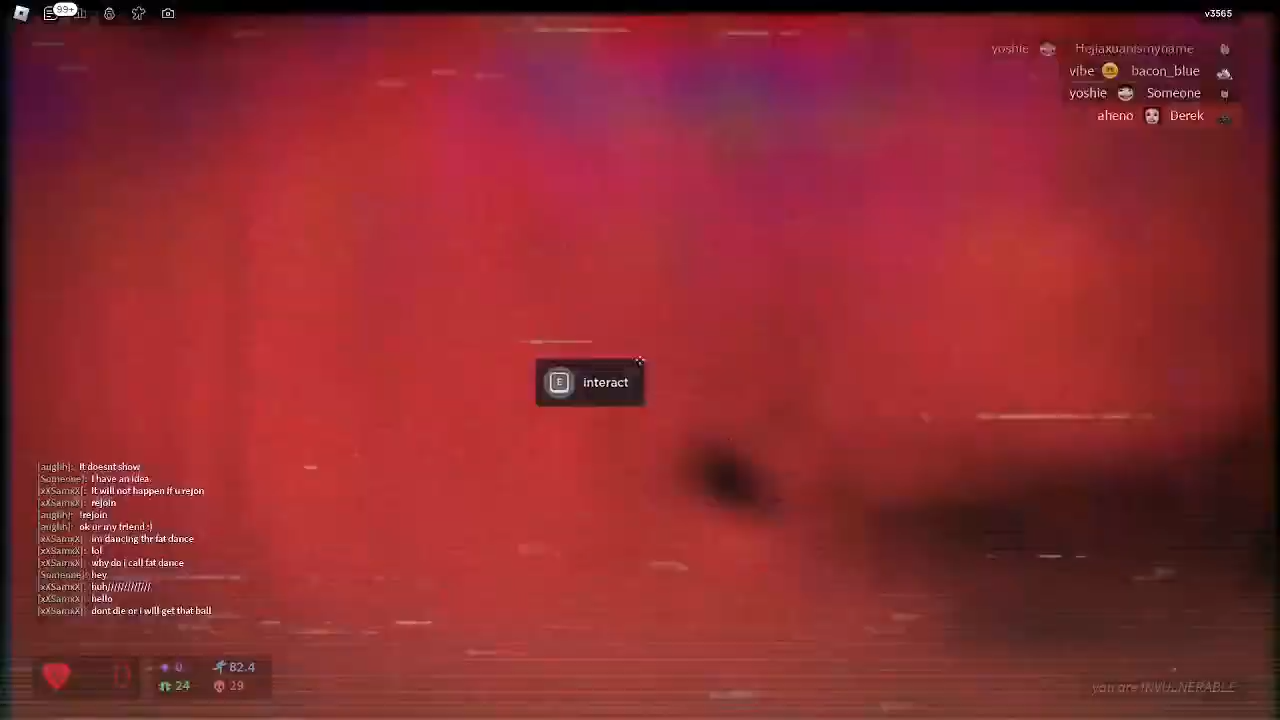 99+
v3565
yoshie Hejiaxuanismyname
vibe bacon_blue
yoshie Someone
aheno Derek
E interact
[auglih]: It doesnt show
[Someone]: I have an idea
[xXSamxX]: It will not happen if u rejon
[xXSamxX]: rejoin
[auglih]: !rejoin
[auglih]: ok ur my friend :)
[xXSamxX]: im dancing thr fat dance
[xXSamxX]: lol
[xXSamxX]: why do i call fat dance
[Someone]: hey
[xXSamxX]: huh///////////
[xXSamxX]: hello
[xXSamxX]: dont die or i will get that ball
0 82.4
24 29
you are INVULNERABLE